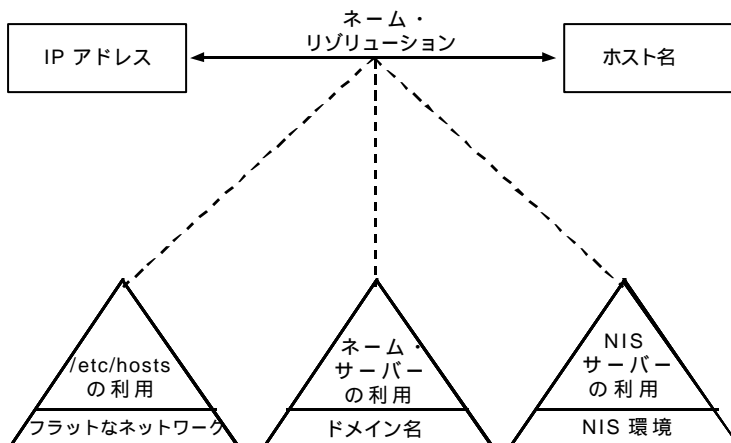 ネーム・
リゾリューション
IP アドレス
ホスト名
/etc/hosts
の利用
フラットなネットワーク
ネーム・
サーバー
の利用
ドメイン名
NIS
サーバー
の利用
NIS 環境